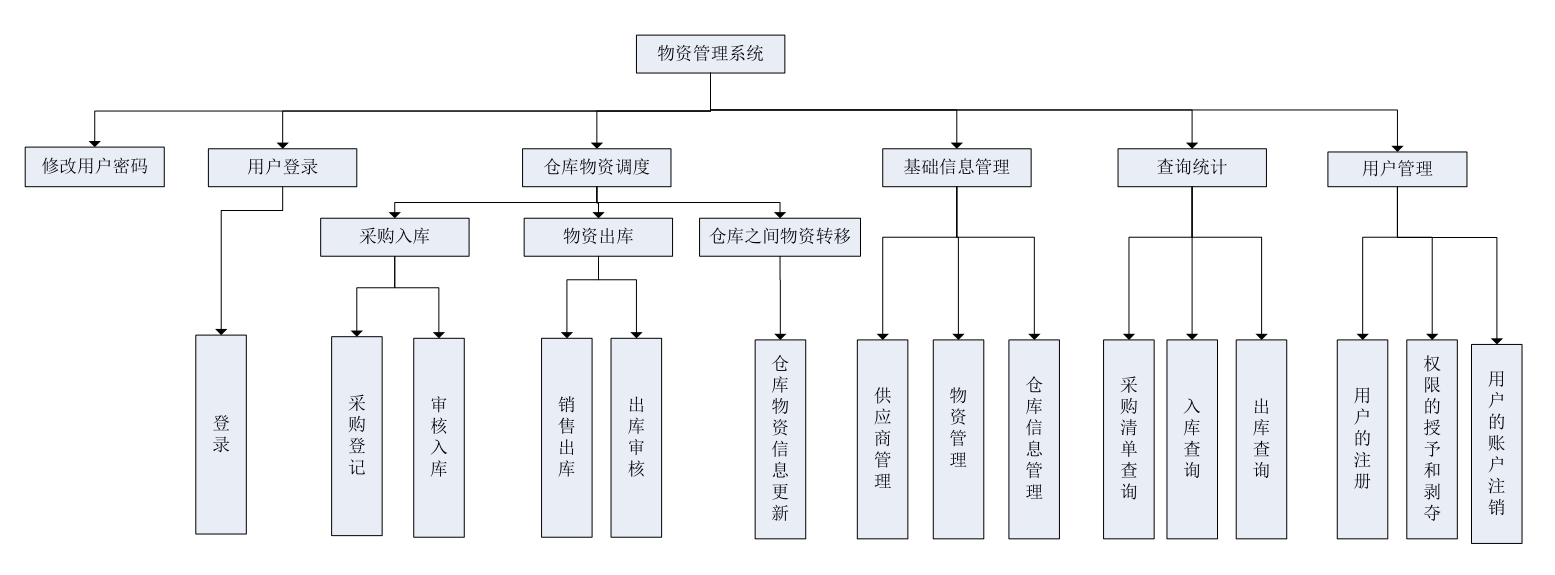 物资管理系统
修改用户密码
用户登录
仓库物资调度
基础信息管理
查询统计
用户管理
采购入库
物资出库
仓库之间物资转移
登录
采购登记
审核入库
销售出库
出库审核
仓库物资信息更新
供应商管理
物资管理
仓库信息管理
采购清单查询
入库查询
出库查询
用户的注册
权限的授予和剥夺
用户的账户注销